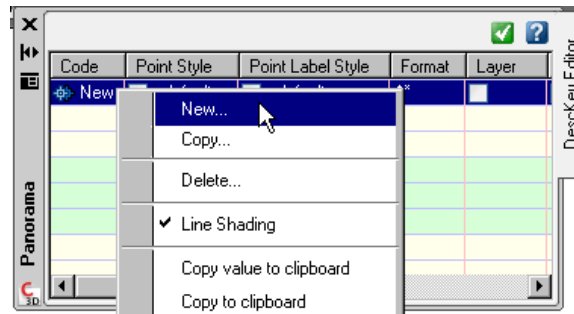 Code Point Style Point Label Style Format Layer
New
New...
Copy...
Delete...
✔ Line Shading
Copy value to clipboard
Copy to clipboard
Panorama
C 3D
DescKey Editor